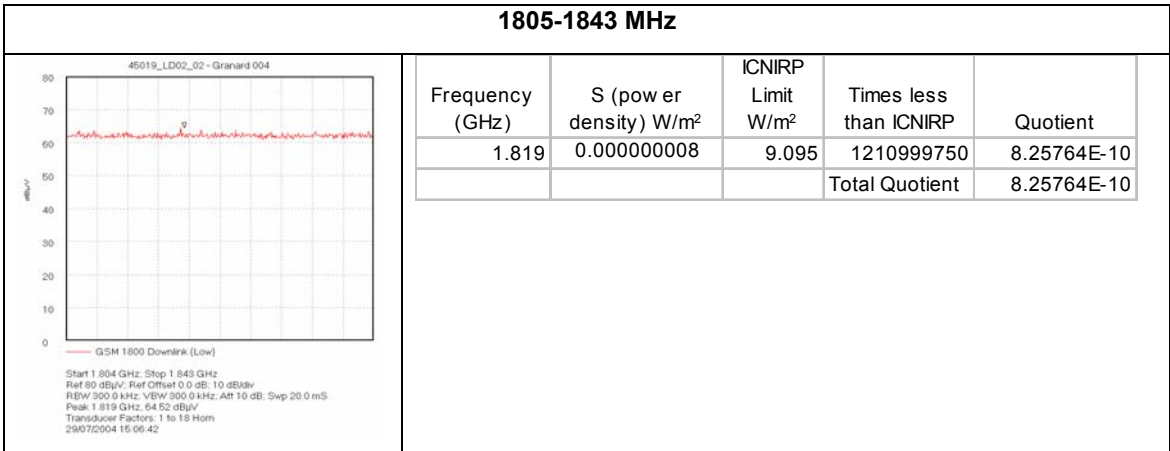 1805-1843 MHz
45019_LD02_02 - Granard 004
80
70
60
50
40
30
20
10
0
dBµV
GSM 1800 Downlink (Low)
Start 1.804 GHz; Stop 1.843 GHz
Ref 80 dBµV; Ref Offset 0.0 dB; 10 dB/div
RBW 300.0 kHz; VBW 300.0 kHz; Att 10 dB; Swp 20.0 mS
Peak 1.819 GHz, 64.52 dBµV
Transducer Factors: 1 to 18 Horn
29/07/2004 15:06:42
Frequency (GHz) S (pow er density) W/m² ICNIRP Limit W/m² Times less than ICNIRP Quotient
1.819 0.000000008 9.095 1210999750 8.25764E-10
Total Quotient 8.25764E-10